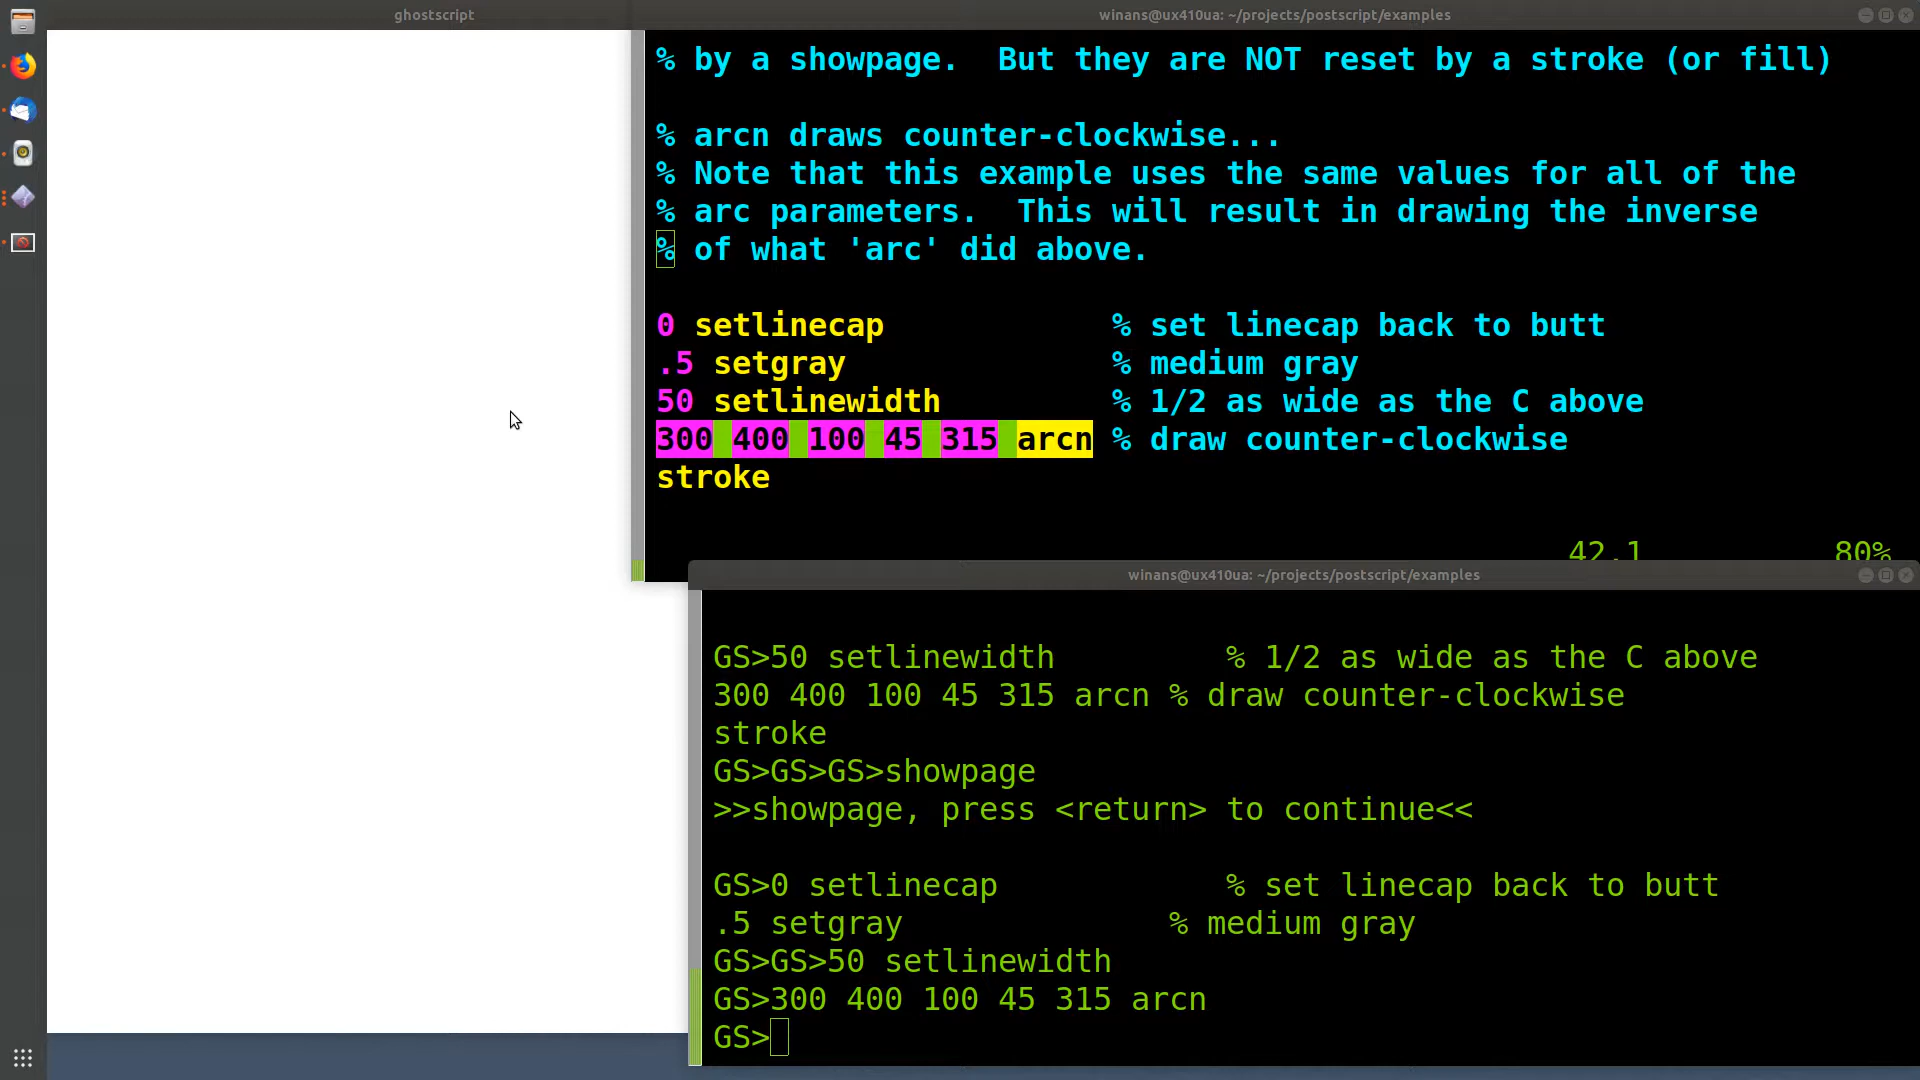 ghostscript
winans@ux410ua: ~/projects/postscript/examples
% by a showpage.  But they are NOT reset by a stroke (or fill)
% arcn draws counter-clockwise...
% Note that this example uses the same values for all of the
% arc parameters.  This will result in drawing the inverse
% of what 'arc' did above.
0 setlinecap            % set linecap back to butt
.5 setgray              % medium gray
50 setlinewidth         % 1/2 as wide as the C above
300 400 100 45 315 arcn % draw counter-clockwise
stroke
42,1          80%
winans@ux410ua: ~/projects/postscript/examples
GS>50 setlinewidth         % 1/2 as wide as the C above
300 400 100 45 315 arcn % draw counter-clockwise
stroke
GS>GS>GS>showpage
>>showpage, press <return> to continue<<
GS>0 setlinecap            % set linecap back to butt
.5 setgray              % medium gray
GS>GS>50 setlinewidth
GS>300 400 100 45 315 arcn
GS>